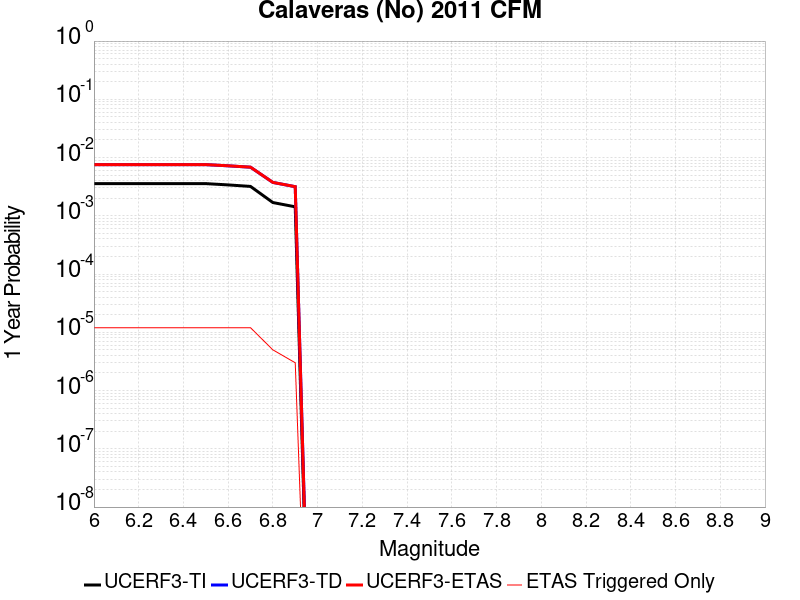 Calaveras (No) 2011 CFM
10^0
10^-1
10^-2
10^-3
10^-4
10^-5
10^-6
10^-7
10^-8
1 Year Probability
6 6.2 6.4 6.6 6.8 7 7.2 7.4 7.6 7.8 8 8.2 8.4 8.6 8.8 9
Magnitude
UCERF3-TI UCERF3-TD UCERF3-ETAS ETAS Triggered Only